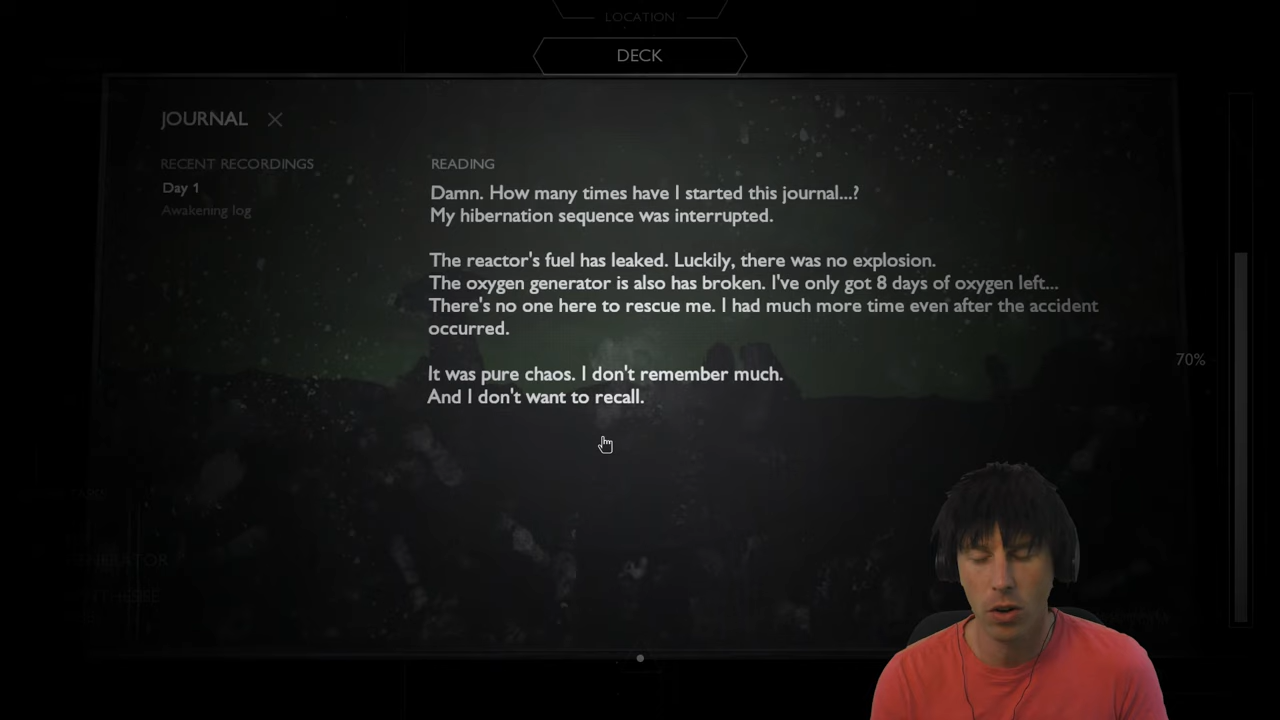 LOCATION
DECK
JOURNAL
RECENT RECORDINGS
Day 1
Awakening log
READING
Damn. How many times have I started this journal...?
My hibernation sequence was interrupted.
The reactor's fuel has leaked. Luckily, there was no explosion.
The oxygen generator is also has broken. I've only got 8 days of oxygen left...
There's no one here to rescue me. I had much more time even after the accident
occurred.
It was pure chaos. I don't remember much.
And I don't want to recall.
70%